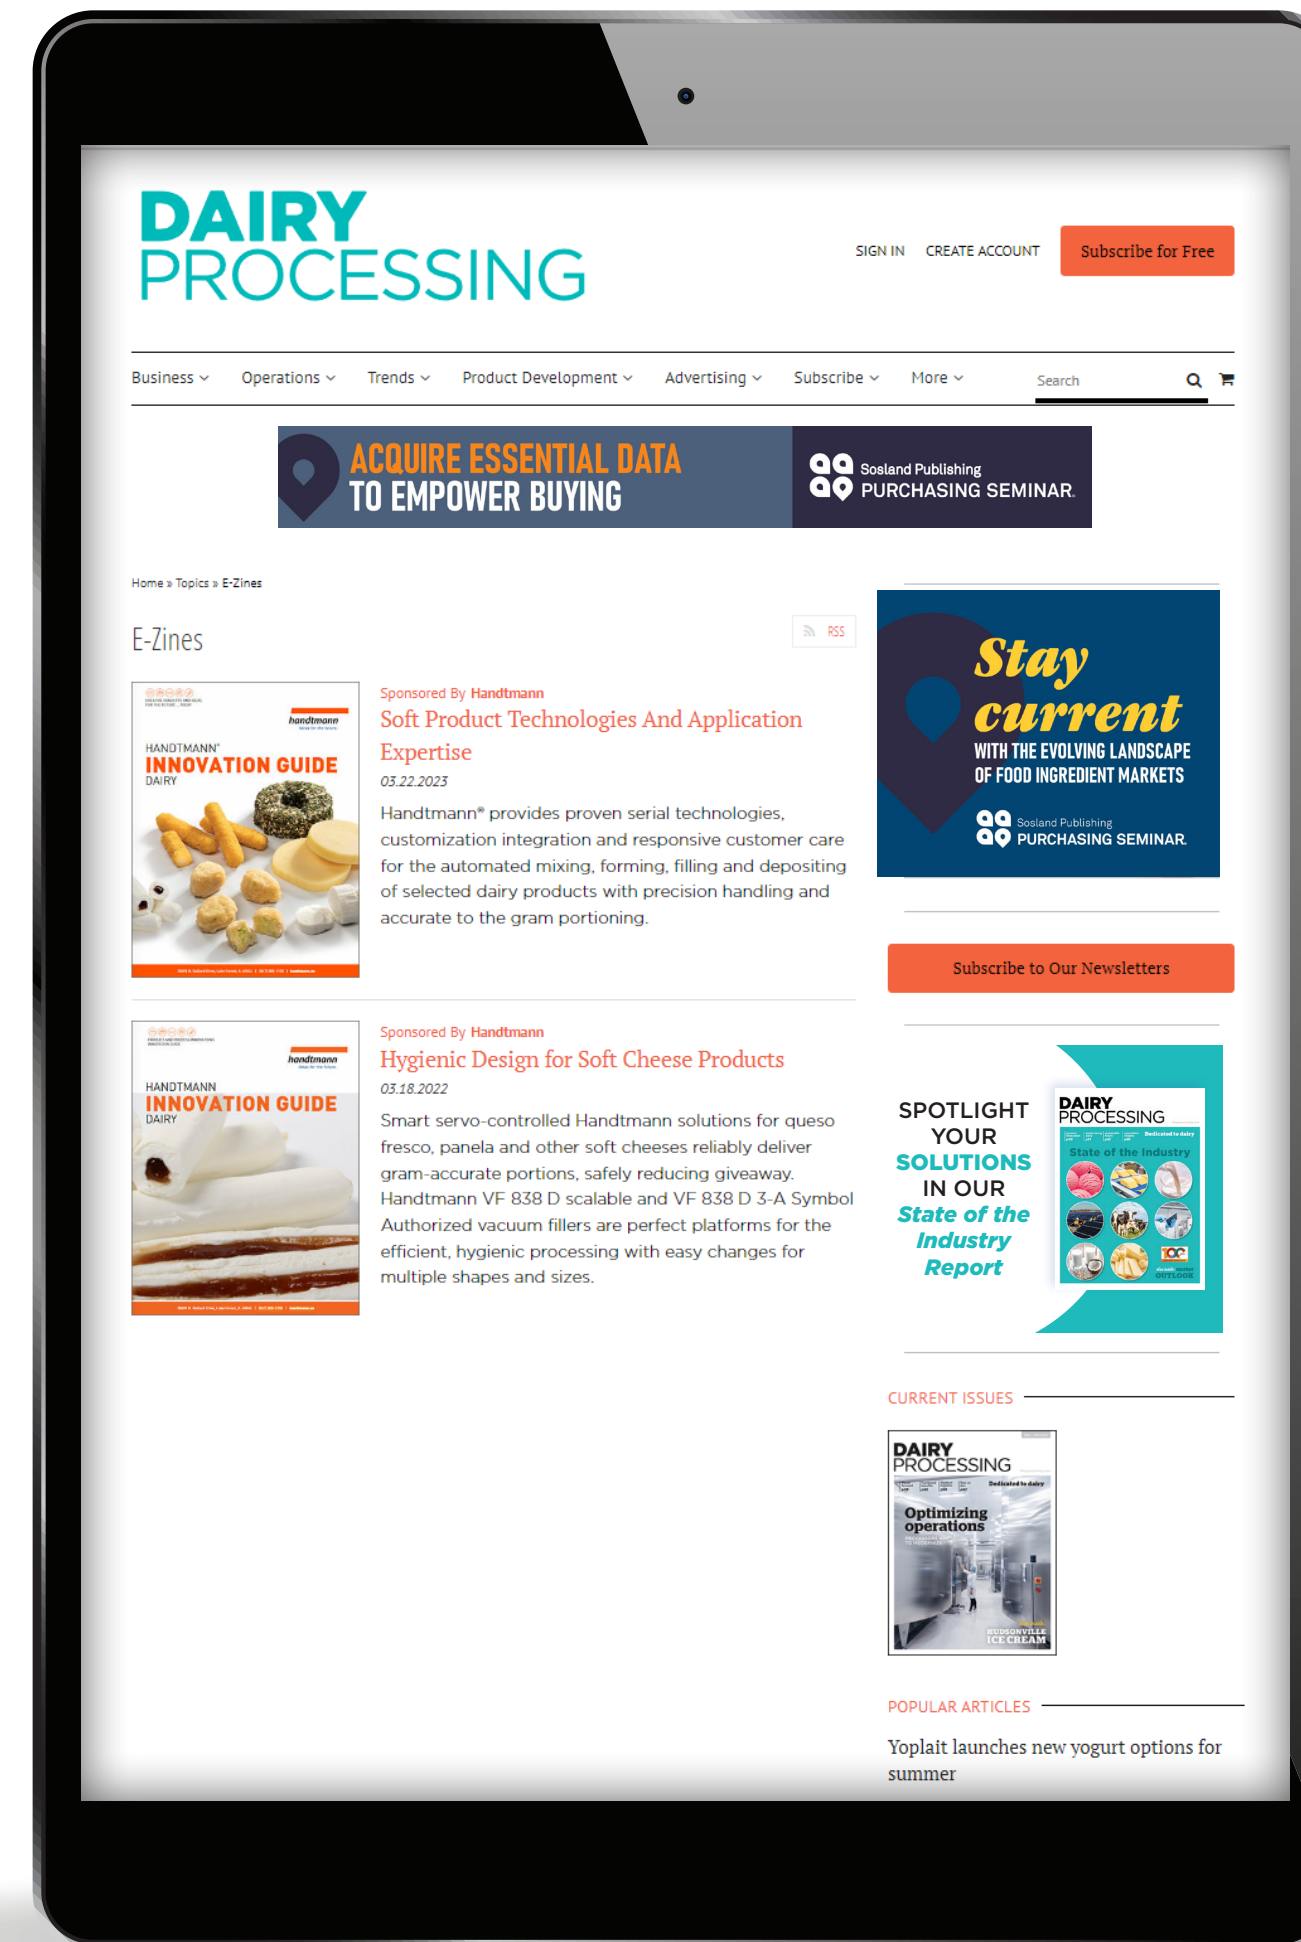 DAIRY
PROCESSING
SIGN IN
CREATE ACCOUNT
Subscribe for Free
Business
Operations
Trends
Product Development
Advertising
Subscribe
More
Search
ACQUIRE ESSENTIAL DATA
TO EMPOWER BUYING
Sosland Publishing
PURCHASING SEMINAR.
Home » Topics » E-Zines
E-Zines
RSS
handtmann
HANDTMANN®
INNOVATION GUIDE
DAIRY
Sponsored By Handtmann
Soft Product Technologies And Application
Expertise
03.22.2023
Handtmann® provides proven serial technologies,
customization integration and responsive customer care
for the automated mixing, forming, filling and depositing
of selected dairy products with precision handling and
accurate to the gram portioning.
handtmann
HANDTMANN
INNOVATION GUIDE
DAIRY
Sponsored By Handtmann
Hygienic Design for Soft Cheese Products
03.18.2022
Smart servo-controlled Handtmann solutions for queso
fresco, panela and other soft cheeses reliably deliver
gram-accurate portions, safely reducing giveaway.
Handtmann VF 838 D scalable and VF 838 D 3-A Symbol
Authorized vacuum fillers are perfect platforms for the
efficient, hygienic processing with easy changes for
multiple shapes and sizes.
Stay
current
WITH THE EVOLVING LANDSCAPE
OF FOOD INGREDIENT MARKETS
Sosland Publishing
PURCHASING SEMINAR.
Subscribe to Our Newsletters
SPOTLIGHT
YOUR
SOLUTIONS
IN OUR
State of the
Industry
Report
DAIRY
PROCESSING
Dedicated to dairy
State of the Industry
OUTLOOK
CURRENT ISSUES
DAIRY
PROCESSING
Dedicated to dairy
Optimizing
operations
HUDSONVILLE
ICE CREAM
POPULAR ARTICLES
Yoplait launches new yogurt options for
summer